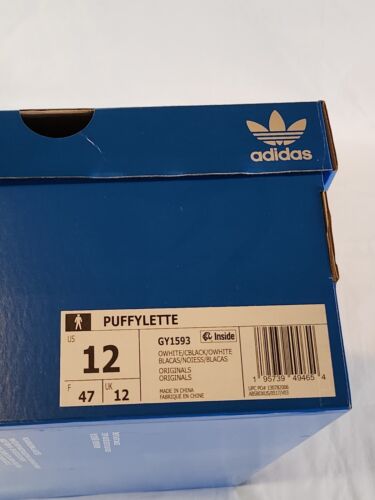 adidas
PUFFYLETTE
US
12
F
47
UK
12
GY1593
Inside
OWHITE/CBLACK/OWHITE
BLACAS/NOIESS/BLACAS
ORIGINALS
ORIGINALS
MADE IN CHINA
FABRIQUÉ EN CHINE
1 95739 49465 4